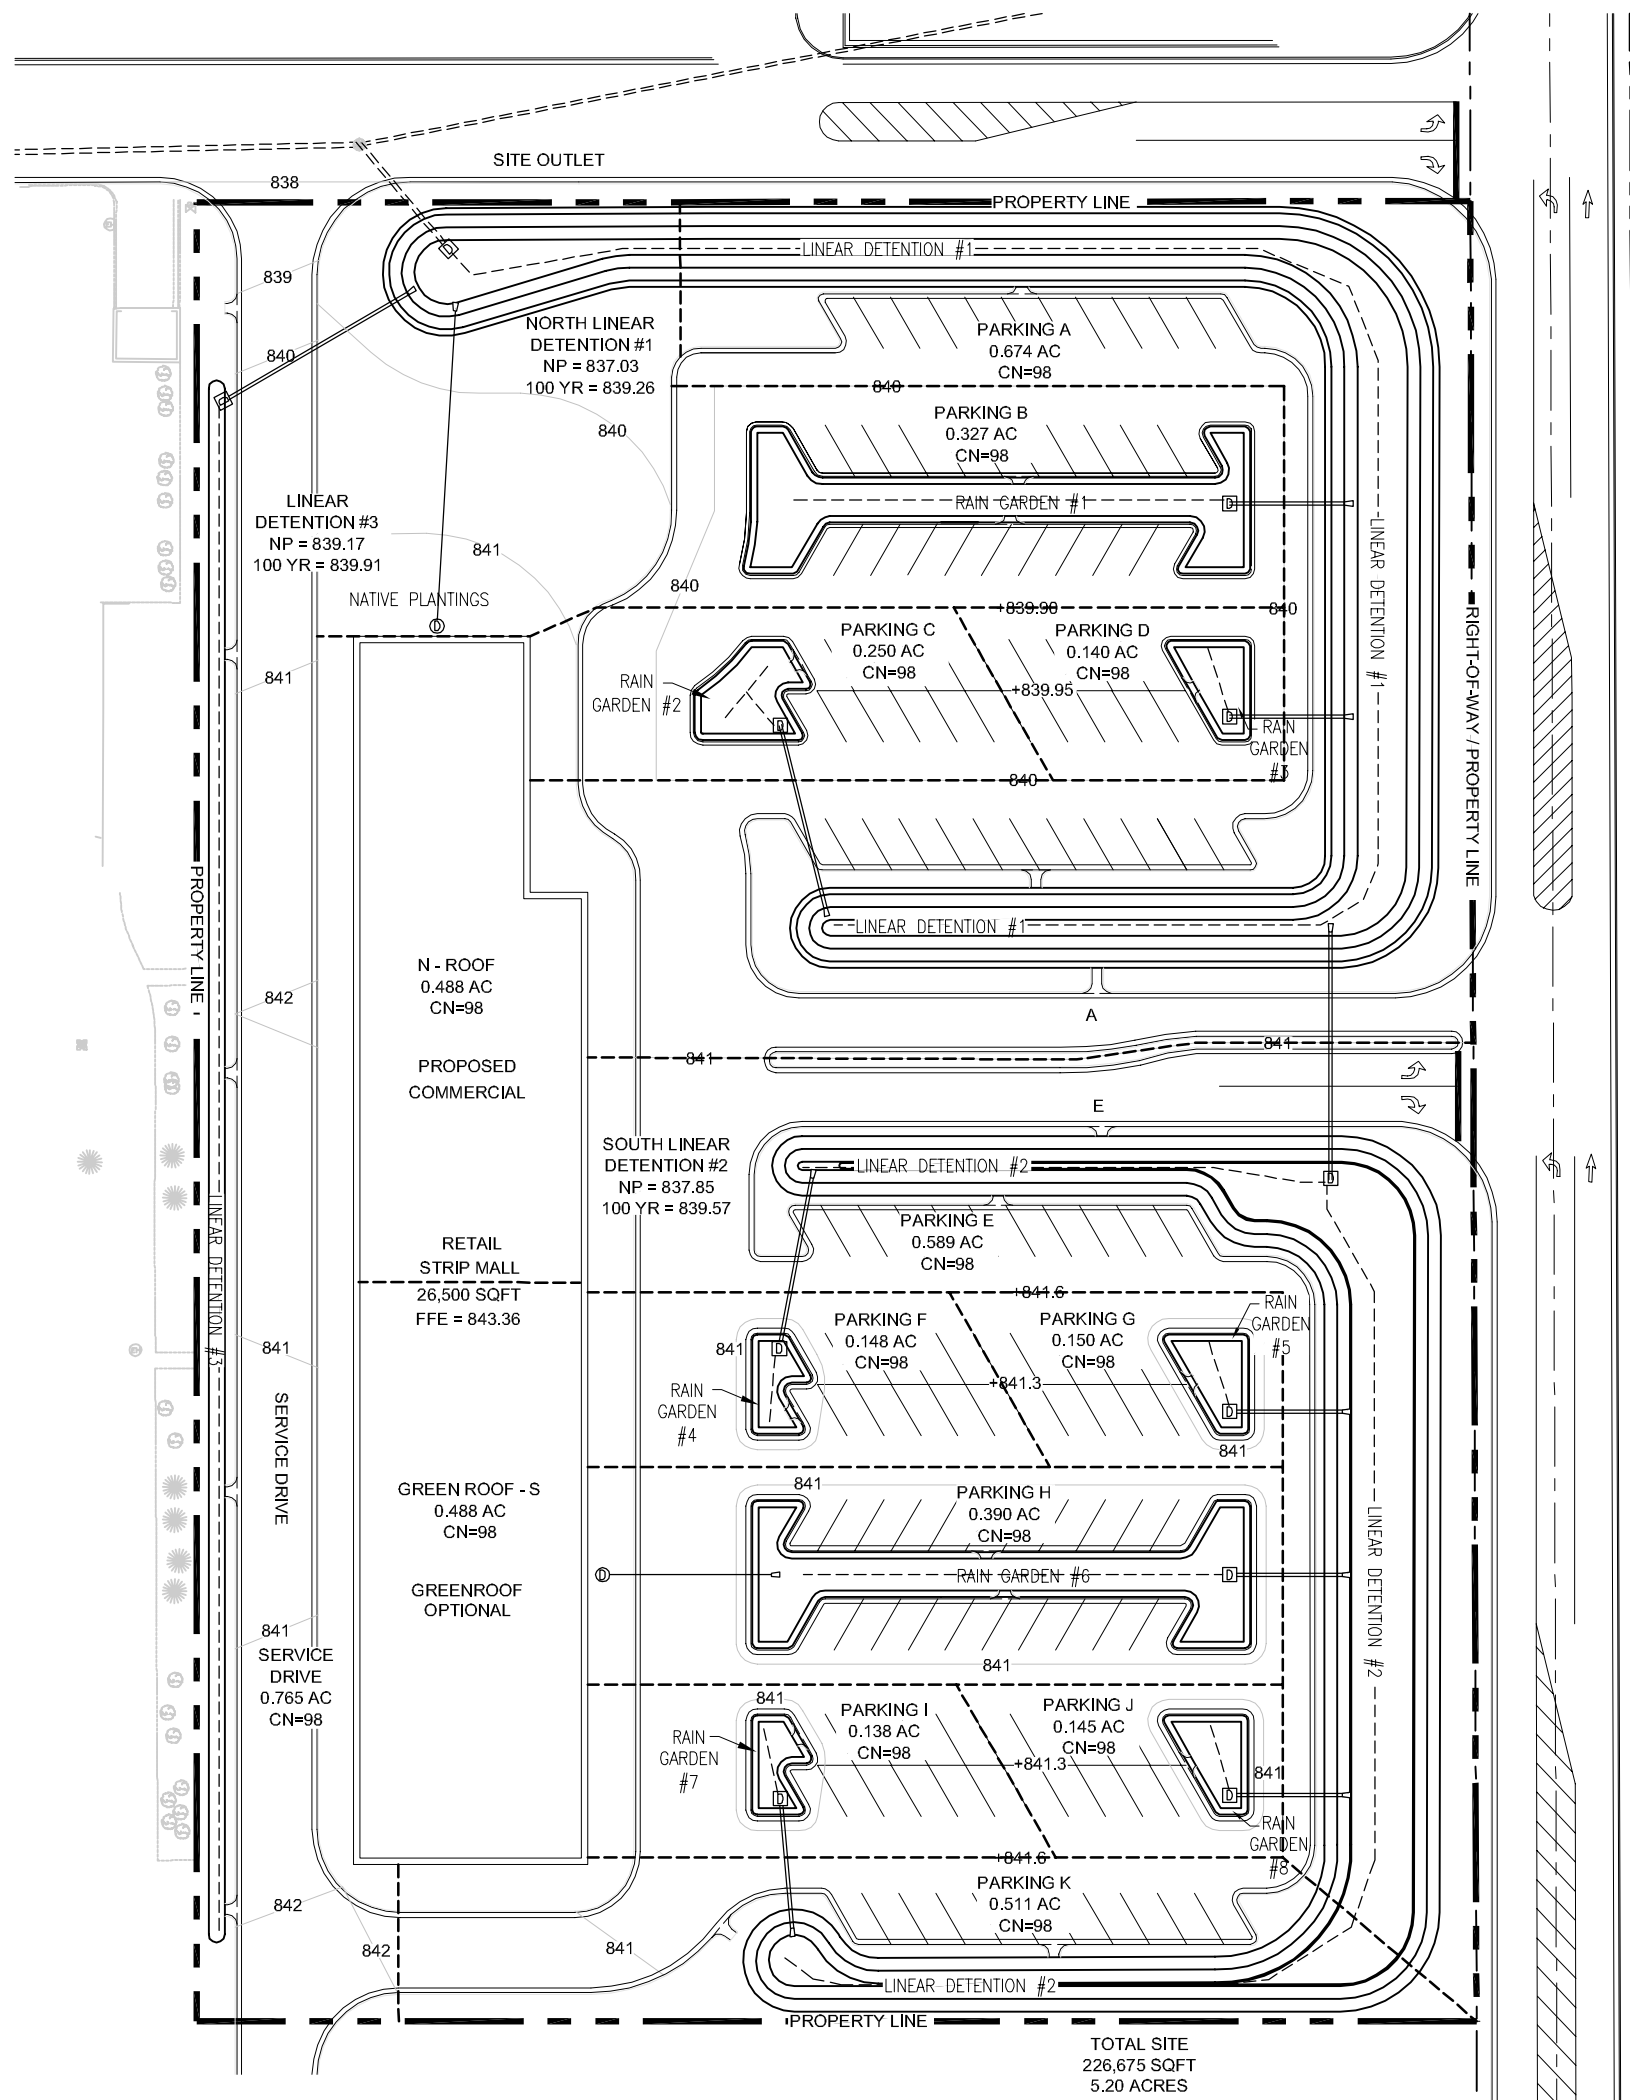 SITE OUTLET
838
PROPERTY LINE
LINEAR DETENTION #1
839
NORTH LINEAR
DETENTION #1
NP = 837.03
100 YR = 839.26
PARKING A
0.674 AC
CN=98
840
840
PARKING B
0.327 AC
CN=98
840
RAIN GARDEN #1
LINEAR
DETENTION #3
NP = 839.17
100 YR = 839.91
841
NATIVE PLANTINGS
840
+839.90
840
LINEAR DETENTION #1
RIGHT-OF-WAY / PROPERTY LINE
PARKING C
0.250 AC
CN=98
PARKING D
0.140 AC
CN=98
841
RAIN
GARDEN #2
+839.95
RAIN
GARDEN
#3
840
PROPERTY LINE
LINEAR DETENTION #1
N - ROOF
0.488 AC
CN=98
842
A
841
841
PROPOSED
COMMERCIAL
E
SOUTH LINEAR
DETENTION #2
NP = 837.85
100 YR = 839.57
LINEAR DETENTION #2
LINEAR DETENTION #3
PARKING E
0.589 AC
CN=98
RETAIL
STRIP MALL
26,500 SQFT
FFE = 843.36
+841.6
PARKING F
0.148 AC
CN=98
PARKING G
0.150 AC
CN=98
RAIN
GARDEN
#5
841
841
+841.3
RAIN
GARDEN
#4
841
SERVICE DRIVE
GREEN ROOF - S
0.488 AC
CN=98
841
PARKING H
0.390 AC
CN=98
LINEAR DETENTION #2
RAIN GARDEN #6
GREENROOF
OPTIONAL
841
SERVICE
DRIVE
0.765 AC
CN=98
841
841
PARKING I
0.138 AC
CN=98
PARKING J
0.145 AC
CN=98
RAIN
GARDEN
#7
+841.3
841
RAIN
GARDEN
#8
+841.6
PARKING K
0.511 AC
CN=98
842
842
841
LINEAR DETENTION #2
PROPERTY LINE
TOTAL SITE
226,675 SQFT
5.20 ACRES
D
D
D
D
D
D
D
D
D
D
D